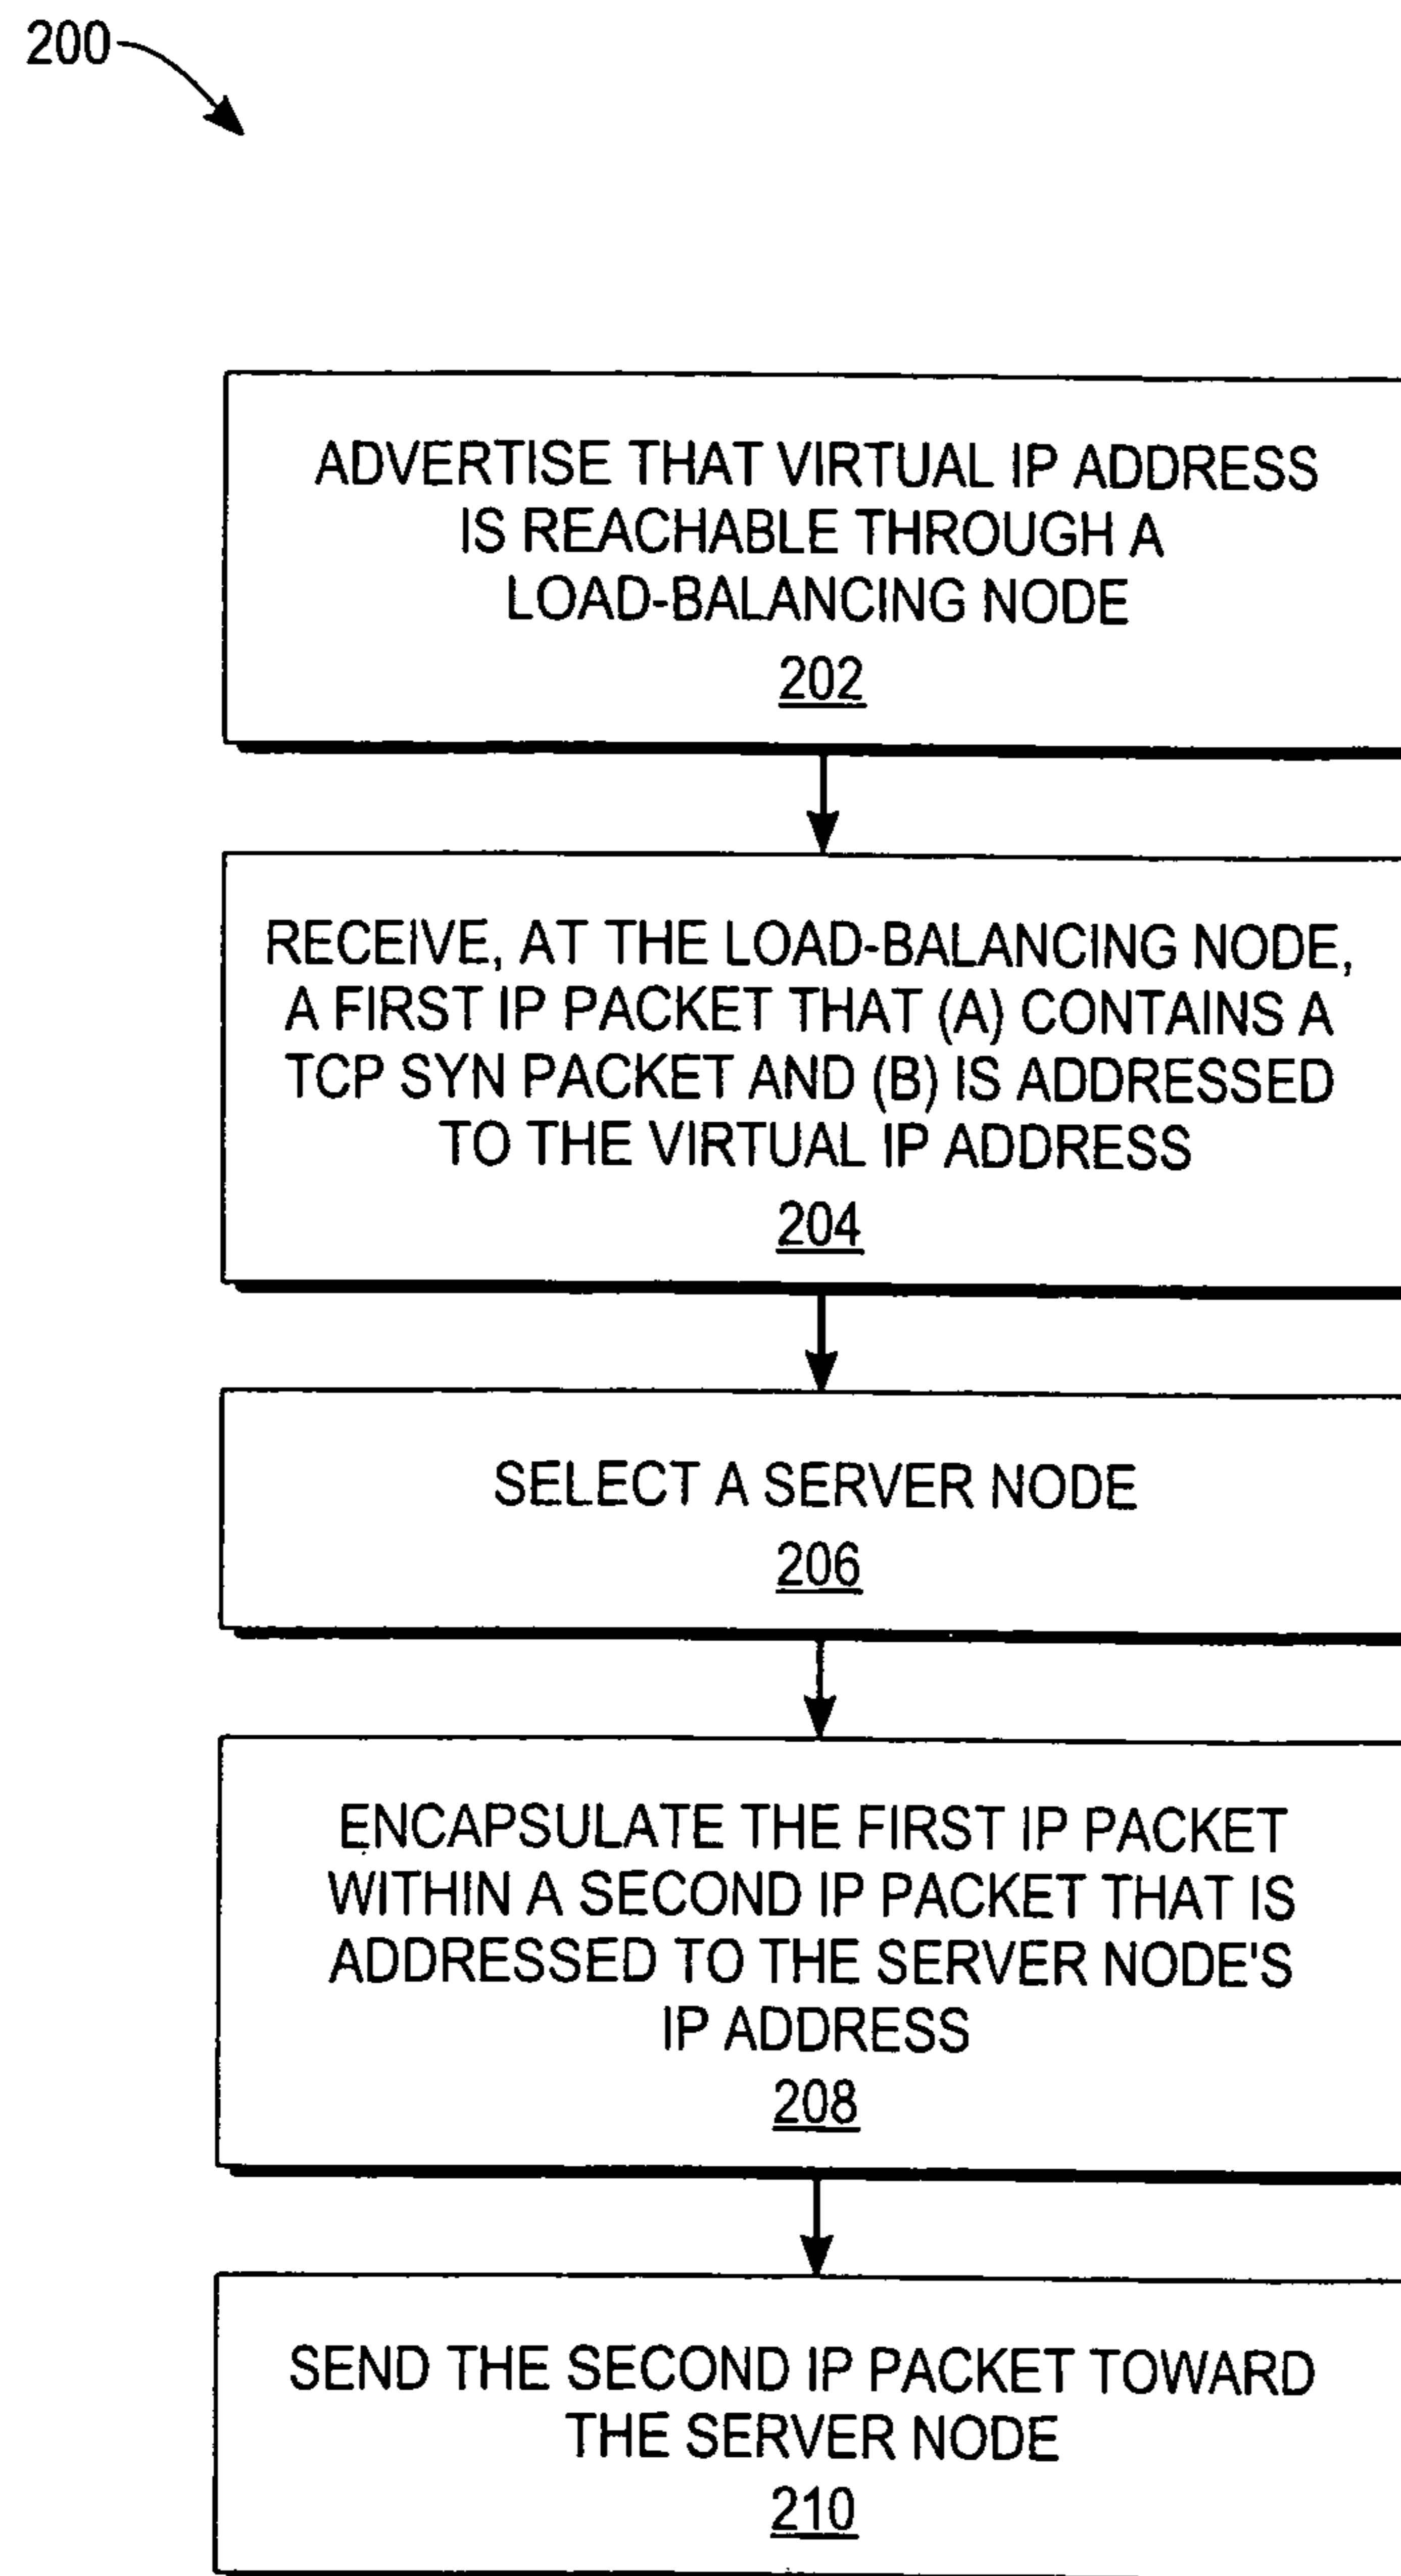 200
ADVERTISE THAT VIRTUAL IP ADDRESS
IS REACHABLE THROUGH A
LOAD-BALANCING NODE
202
RECEIVE, AT THE LOAD-BALANCING NODE,
A FIRST IP PACKET THAT (A) CONTAINS A
TCP SYN PACKET AND (B) IS ADDRESSED
TO THE VIRTUAL IP ADDRESS
204
SELECT A SERVER NODE
206
ENCAPSULATE THE FIRST IP PACKET
WITHIN A SECOND IP PACKET THAT IS
ADDRESSED TO THE SERVER NODE'S
IP ADDRESS
208
SEND THE SECOND IP PACKET TOWARD
THE SERVER NODE
210